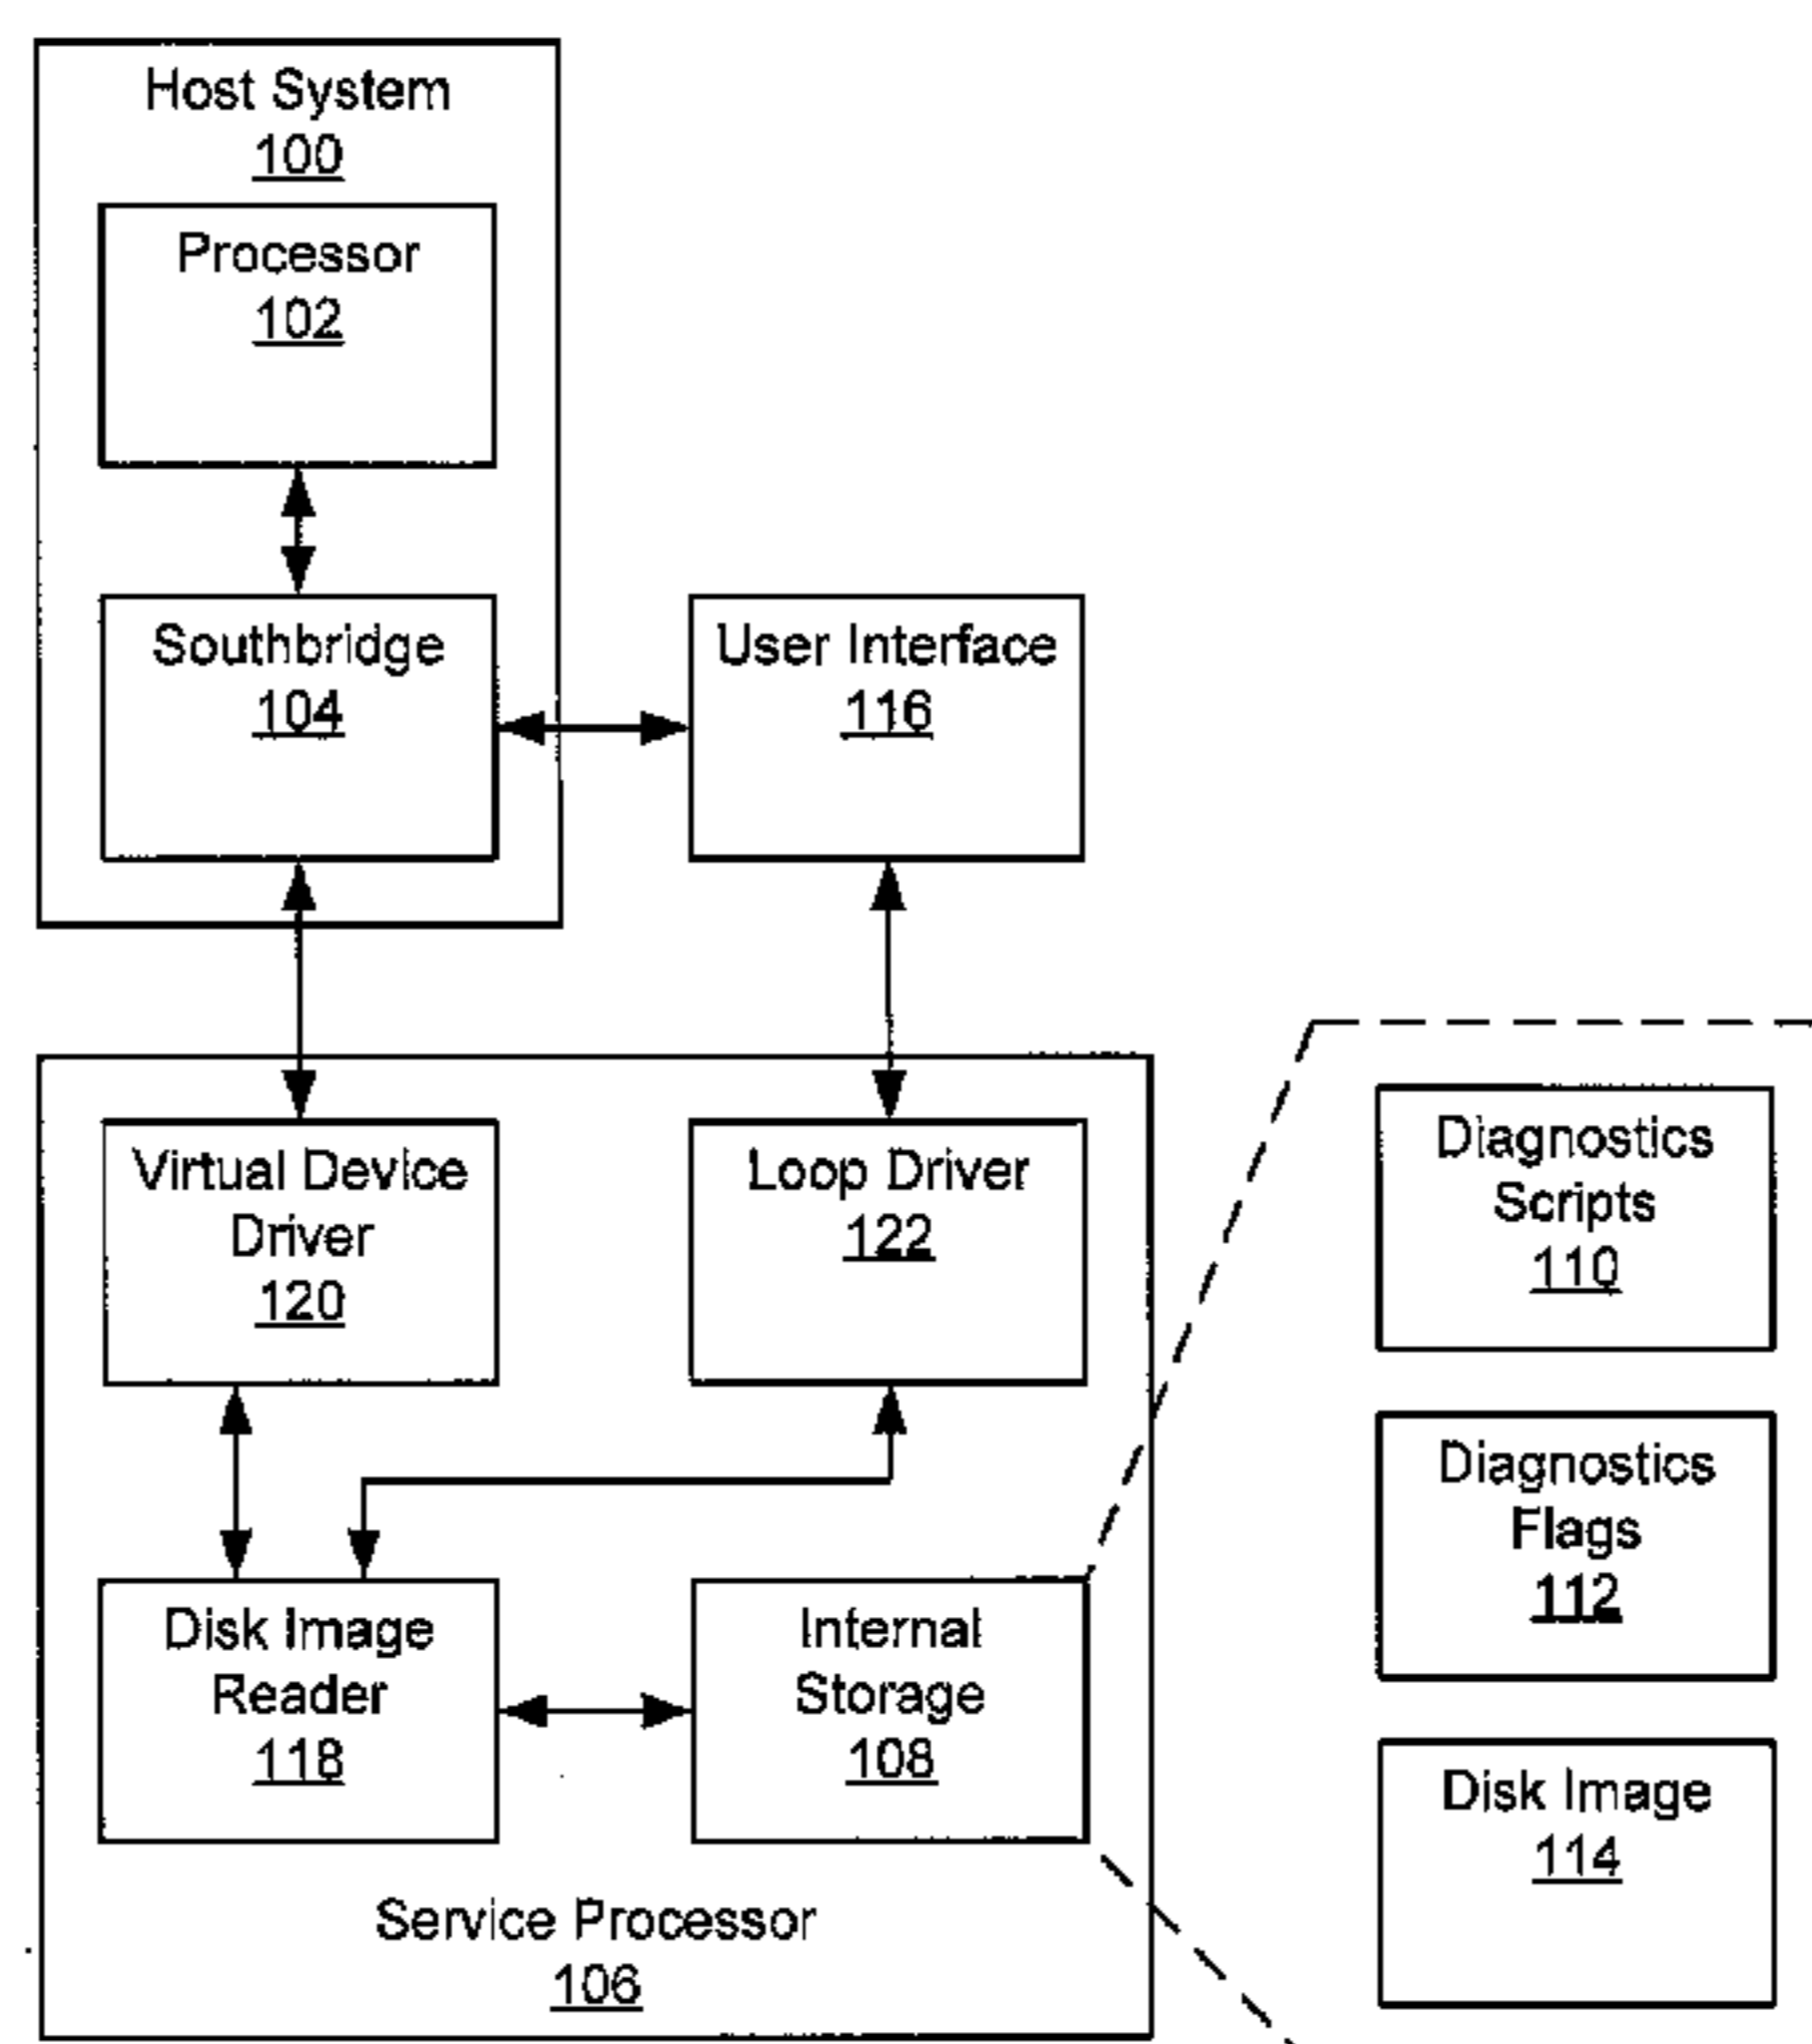 Host System
100
Processor
102
Southbridge
104
User Interface
116
Virtual Device
Driver
120
Loop Driver
122
Disk Image
Reader
118
Internal
Storage
108
Service Processor
106
Diagnostics
Scripts
110
Diagnostics
Flags
112
Disk Image
114